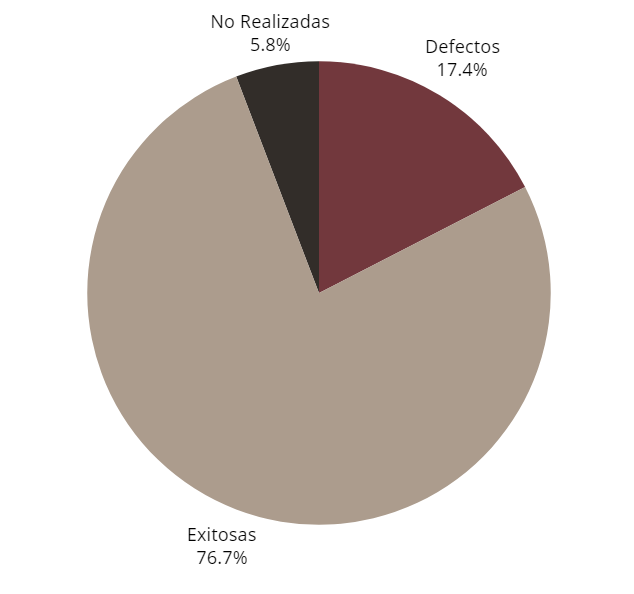 No Realizadas
5.8%
Defectos
17.4%
Exitosas
76.7%